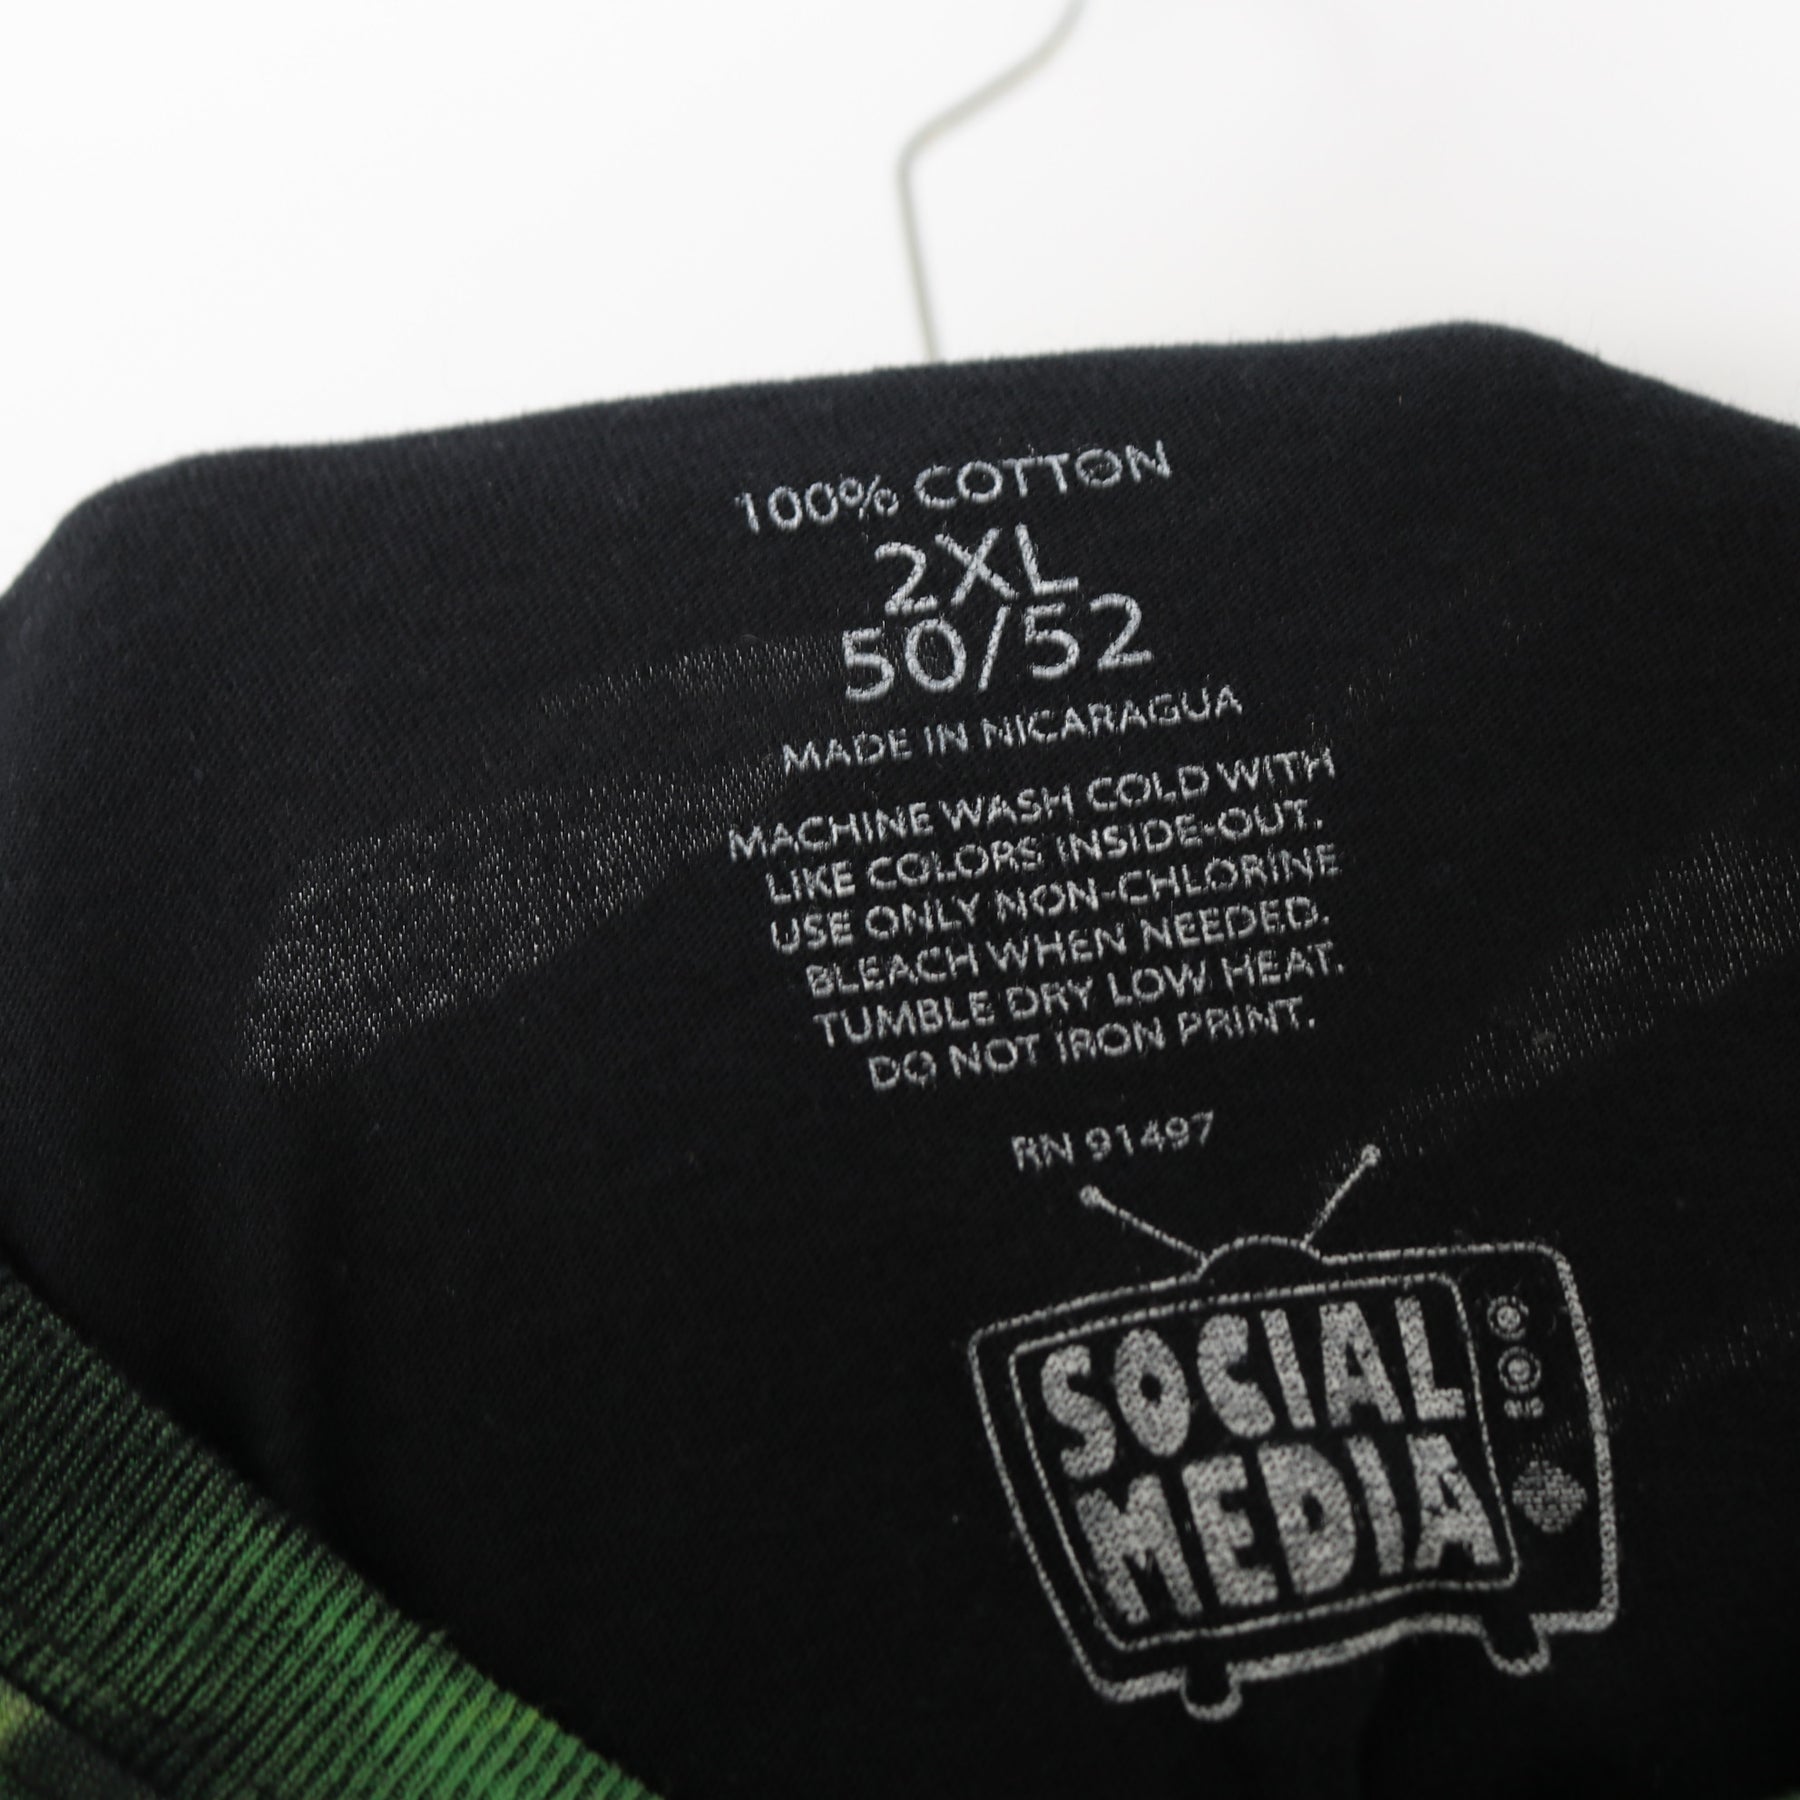 100% COTTON
2XL
50/52
MADE IN NICARAGUA
MACHINE WASH COLD WITH
LIKE COLORS INSIDE-OUT.
USE ONLY NON-CHLORINE
BLEACH WHEN NEEDED.
TUMBLE DRY LOW HEAT.
DO NOT IRON PRINT.
RN 91497
SOCIAL
MEDIA